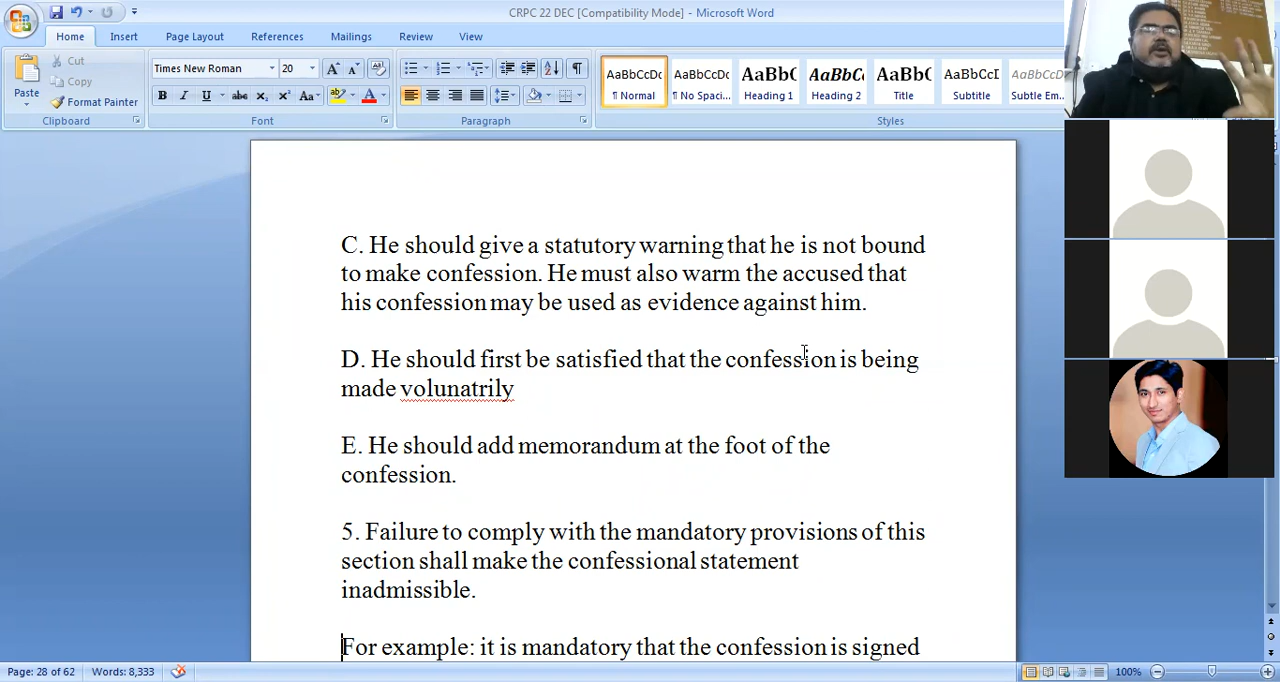 CRPC 22 DEC [Compatibility Mode] - Microsoft Word
Home Insert Page Layout References Mailings Review View
Paste
Cut
Copy
Format Painter
Clipboard
Times New Roman 20
Font
Paragraph
AaBbCcDc AaBbCcDc AaBbC AaBbCc AaBbC AaBbCcI AaBbCcDc
¶ Normal ¶ No Spaci... Heading 1 Heading 2 Title Subtitle Subtle Em...
Styles
C. He should give a statutory warning that he is not bound
to make confession. He must also warm the accused that
his confession may be used as evidence against him.
D. He should first be satisfied that the confession is being
made volunatrily
E. He should add memorandum at the foot of the
confession.
5. Failure to comply with the mandatory provisions of this
section shall make the confessional statement
inadmissible.
For example: it is mandatory that the confession is signed
Page: 28 of 62 Words: 8,333 100%